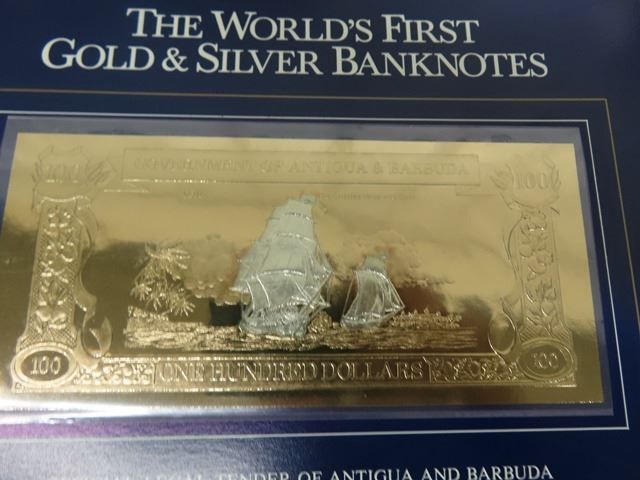 THE WORLD'S FIRST
GOLD & SILVER BANKNOTES
GOVERNMENT OF ANTIGUA & BARBUDA
100
100
100
ONE HUNDRED DOLLARS
100
LEGAL TENDER OF ANTIGUA AND BARBUDA